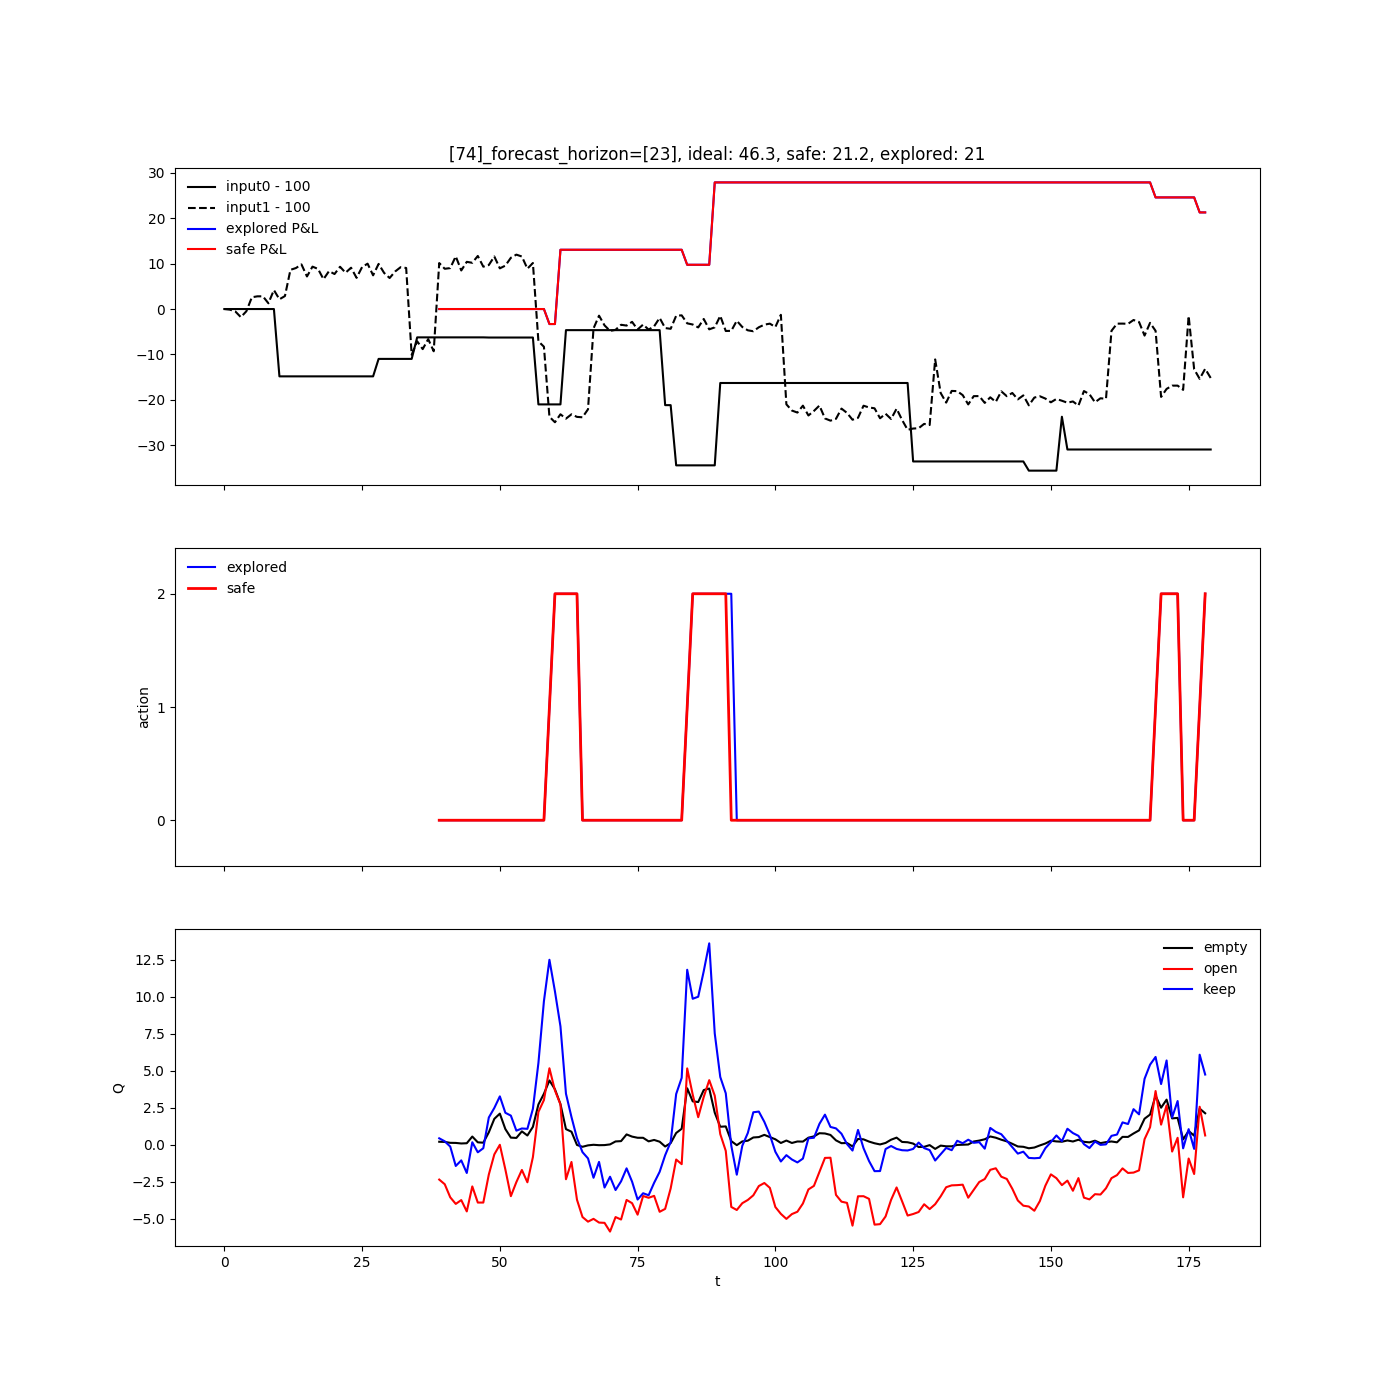 [74]_forecast_horizon=[23], ideal: 46.3, safe: 21.2, explored: 21
30
20
10
0
−10
−20
−30
input0 - 100
input1 - 100
explored P&L
safe P&L
action
2
1
0
explored
safe
Q
12.5
10.0
7.5
5.0
2.5
0.0
−2.5
−5.0
empty
open
keep
0 25 50 75 100 125 150 175
t